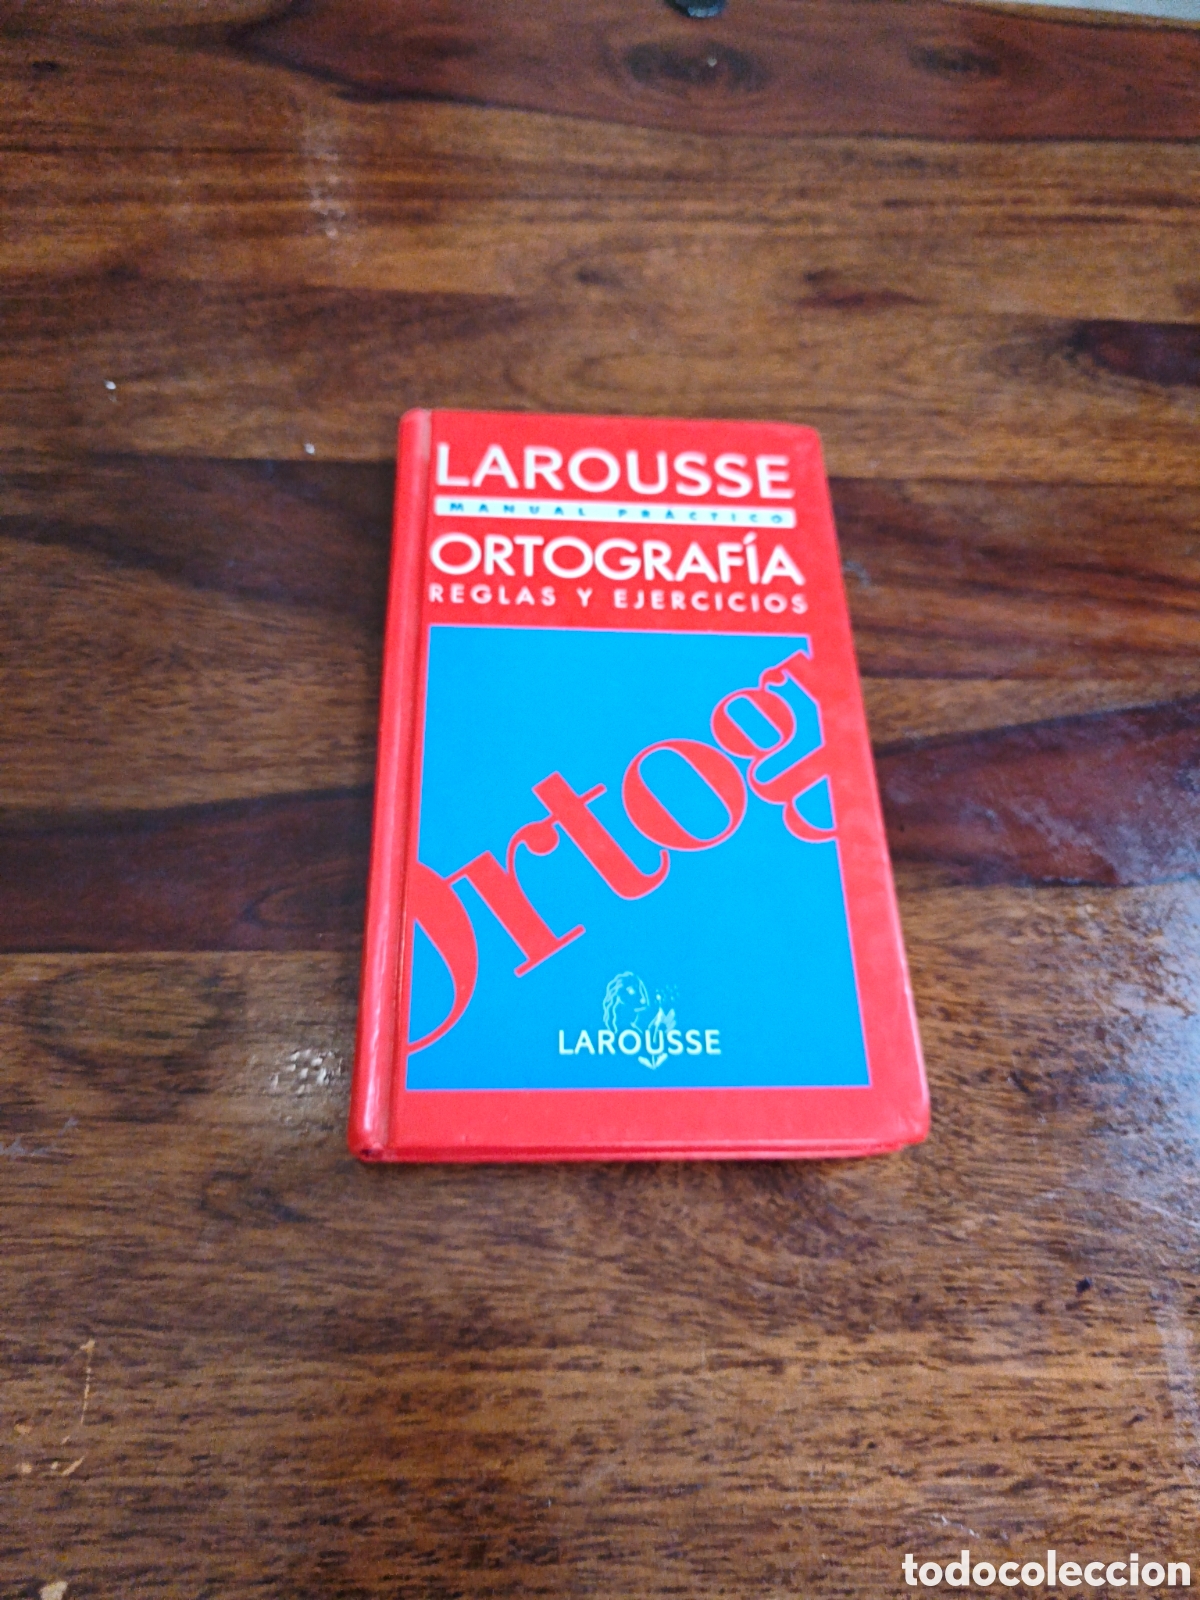 LAROUSSE
MANUAL PRÁCTICO
ORTOGRAFÍA
REGLAS Y EJERCICIOS
Ortog
LAROUSSE
todocoleccion